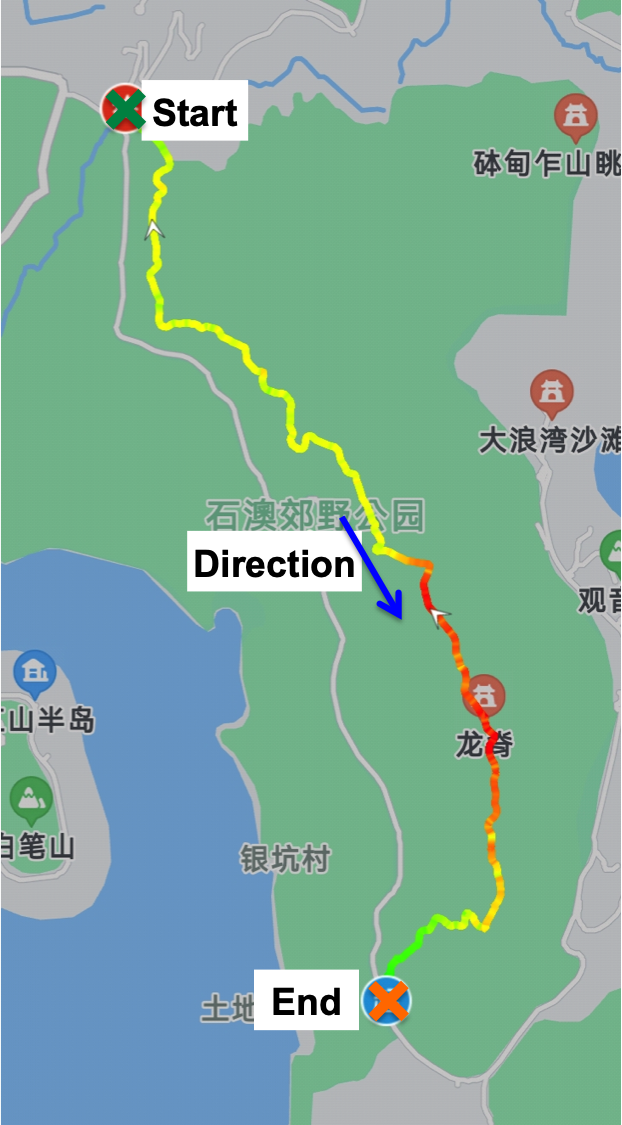 Start
砵甸乍山眺
大浪湾沙滩
石澳郊野公园
Direction
观音
工山半岛
龙脊
白笔山
银坑村
土地
End